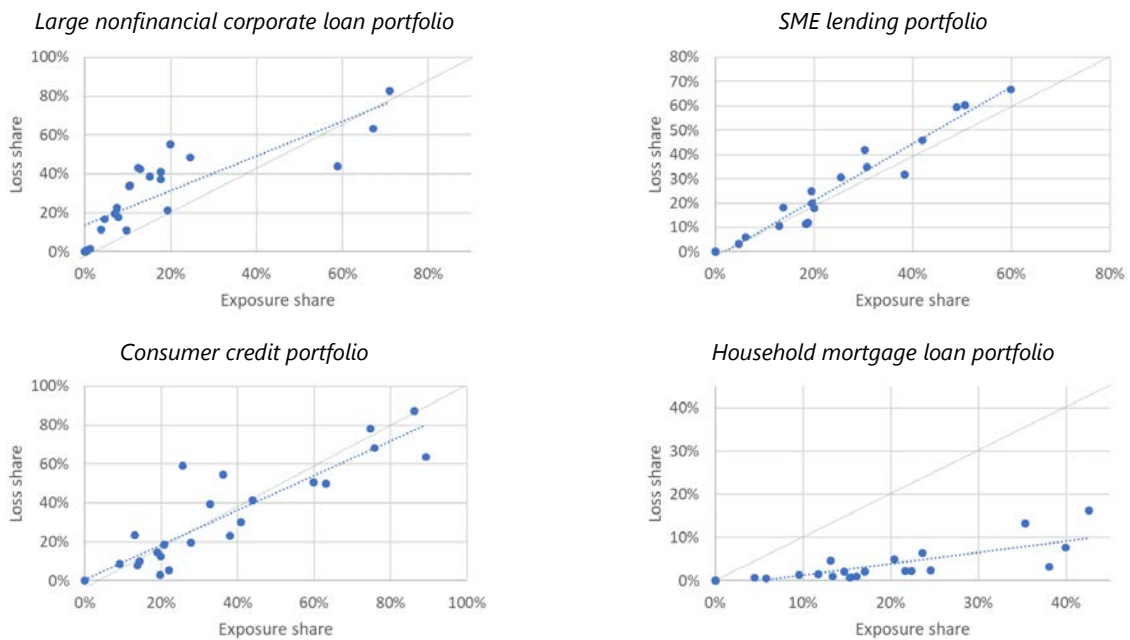 Large nonfinancial corporate loan portfolio
100%
80%
60%
40%
20%
0%
Loss share
0% 20% 40% 60% 80%
Exposure share
SME lending portfolio
80%
70%
60%
50%
40%
30%
20%
10%
0%
Loss share
0% 20% 40% 60% 80%
Exposure share
Consumer credit portfolio
100%
80%
60%
40%
20%
0%
Loss share
0% 20% 40% 60% 80% 100%
Exposure share
Household mortgage loan portfolio
40%
30%
20%
10%
0%
Loss share
0% 10% 20% 30% 40%
Exposure share